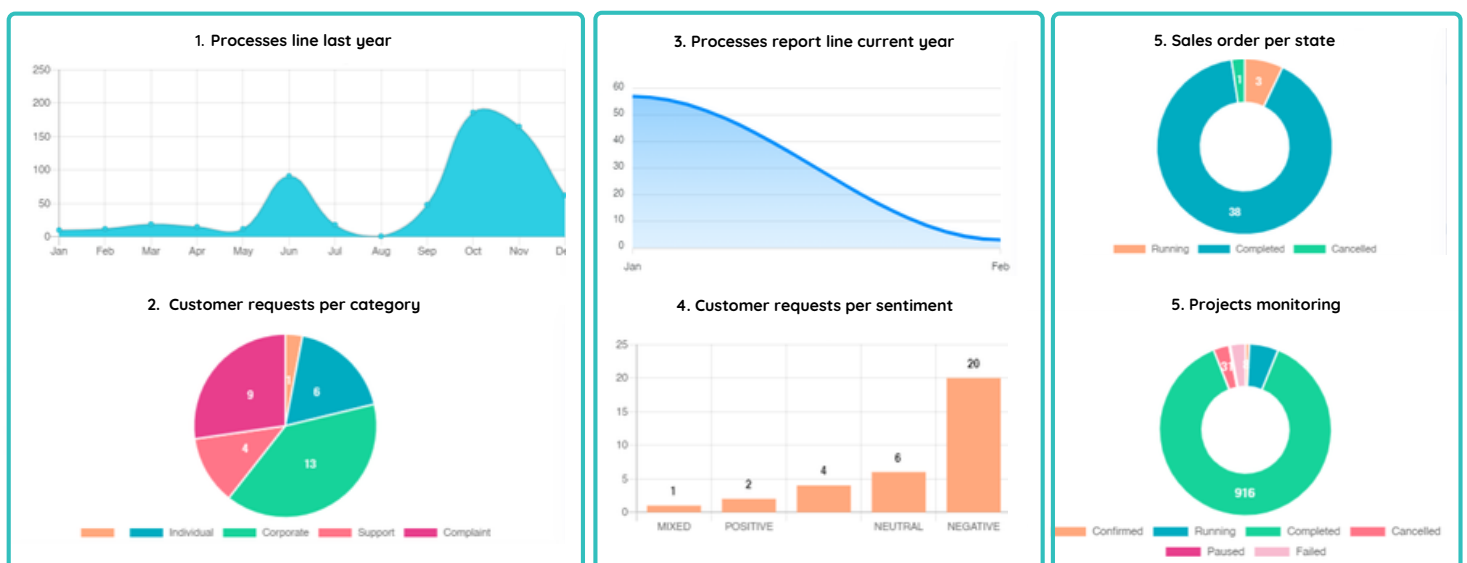 1. Processes line last year
250
200
150
100
50
0
Jan Feb Mar Apr May Jun Jul Aug Sep Oct Nov De
2. Customer requests per category
1
6
13
4
9
Individual Corporate Support Complaint
3. Processes report line current year
60
50
40
30
20
10
0
Jan Feb
4. Customer requests per sentiment
25
20
15
10
5
0
1
2
4
6
20
MIXED POSITIVE NEUTRAL NEGATIVE
5. Sales order per state
1
3
38
Running Completed Cancelled
5. Projects monitoring
31
916
Confirmed Running Completed Cancelled
Paused Failed